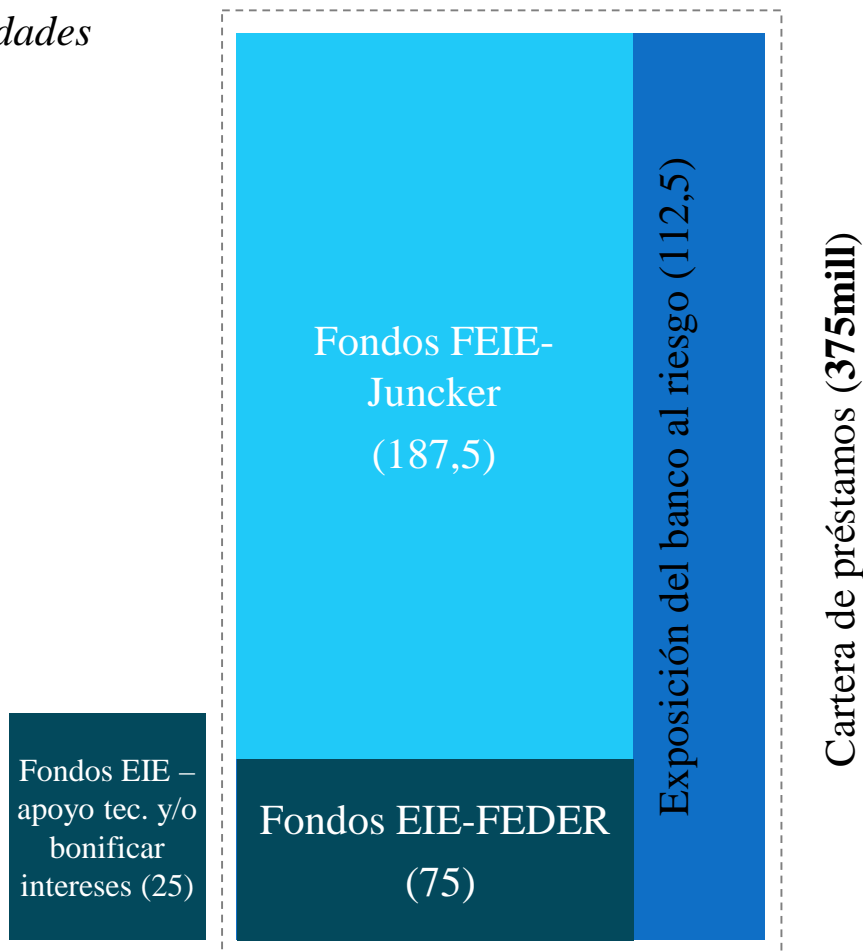 dades
Fondos FEIE-
Juncker
(187,5)
Exposición del banco al riesgo (112,5)
Cartera de préstamos (375mill)
Fondos EIE –
apoyo tec. y/o
bonificar
intereses (25)
Fondos EIE-FEDER
(75)